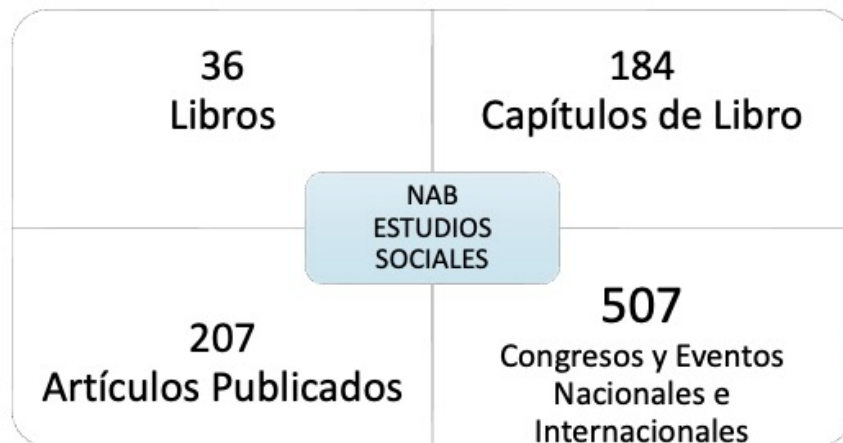 36
Libros
184
Capítulos de Libro
NAB
ESTUDIOS
SOCIALES
207
Artículos Publicados
507
Congresos y Eventos
Nacionales e
Internacionales